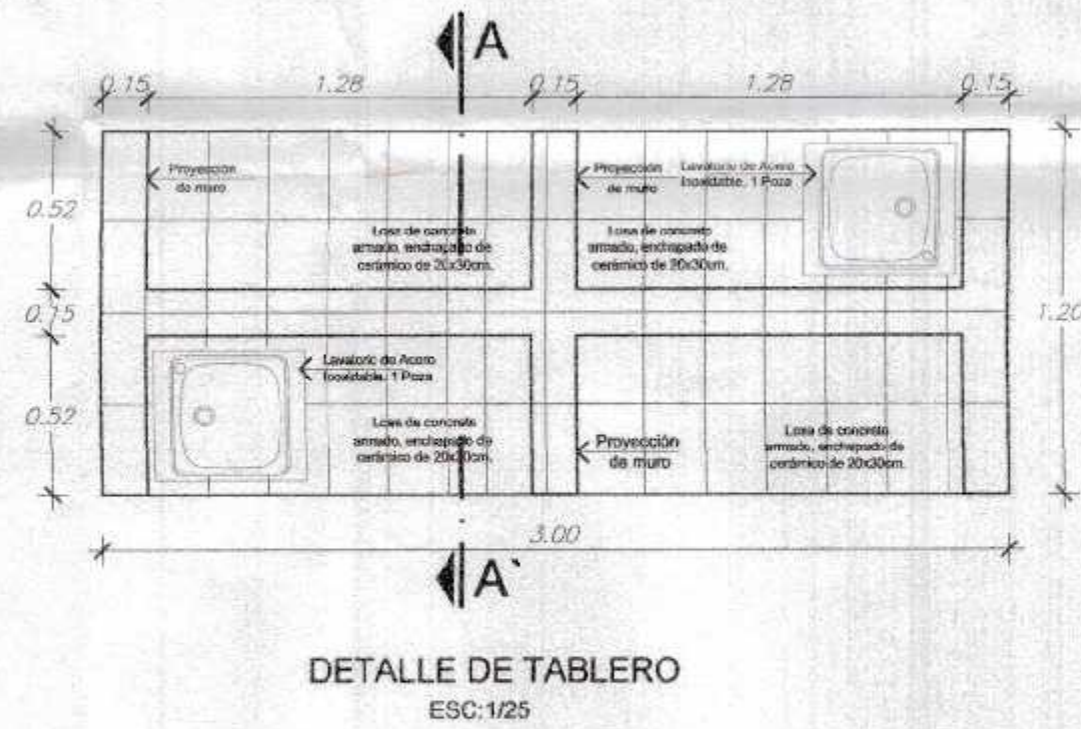 A
0.15 1.28 0.15 1.28 0.15
Proyección
de muro
Proyección
de muro
Lavatorio de Acero
Inoxidable, 1 Poza
0.52
Losa de concreto
armado, enchapado de
cerámico de 20x30cm.
Losa de concreto
armado, enchapado de
cerámico de 20x30cm.
0.15
1.20
Lavatorio de Acero
Inoxidable, 1 Poza
0.52
Losa de concreto
armado, enchapado de
cerámico de 20x30cm.
Proyección
de muro
Losa de concreto
armado, enchapado de
cerámico de 20x30cm.
3.00
A`
DETALLE DE TABLERO
ESC:1/25